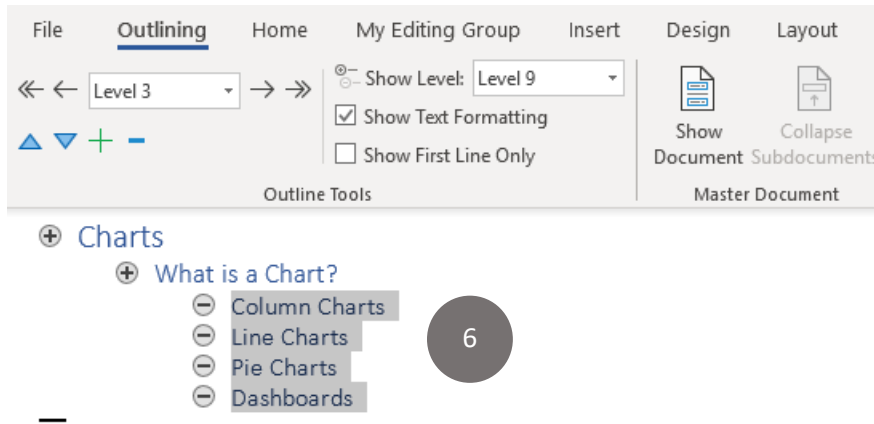 File Outlining Home My Editing Group Insert Design Layout
Level 3
Show Level: Level 9
Show Text Formatting
Show First Line Only
Show Document
Collapse Subdocuments
Outline Tools
Master Document
Charts
What is a Chart?
Column Charts
Line Charts
Pie Charts
Dashboards
6